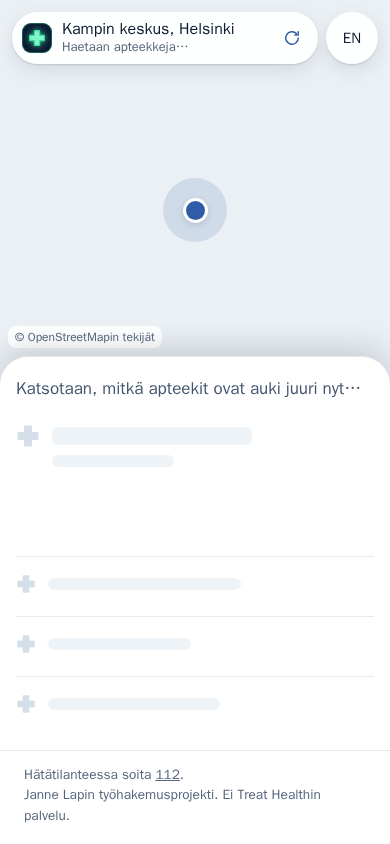 Kampin keskus, Helsinki
Haetaan apteekkeja⋯
EN
© OpenStreetMapin tekijät
Katsotaan, mitkä apteekit ovat auki juuri nyt⋯
Hätätilanteessa soita 112.
Janne Lapin työhakemusprojekti. Ei Treat Healthin
palvelu.